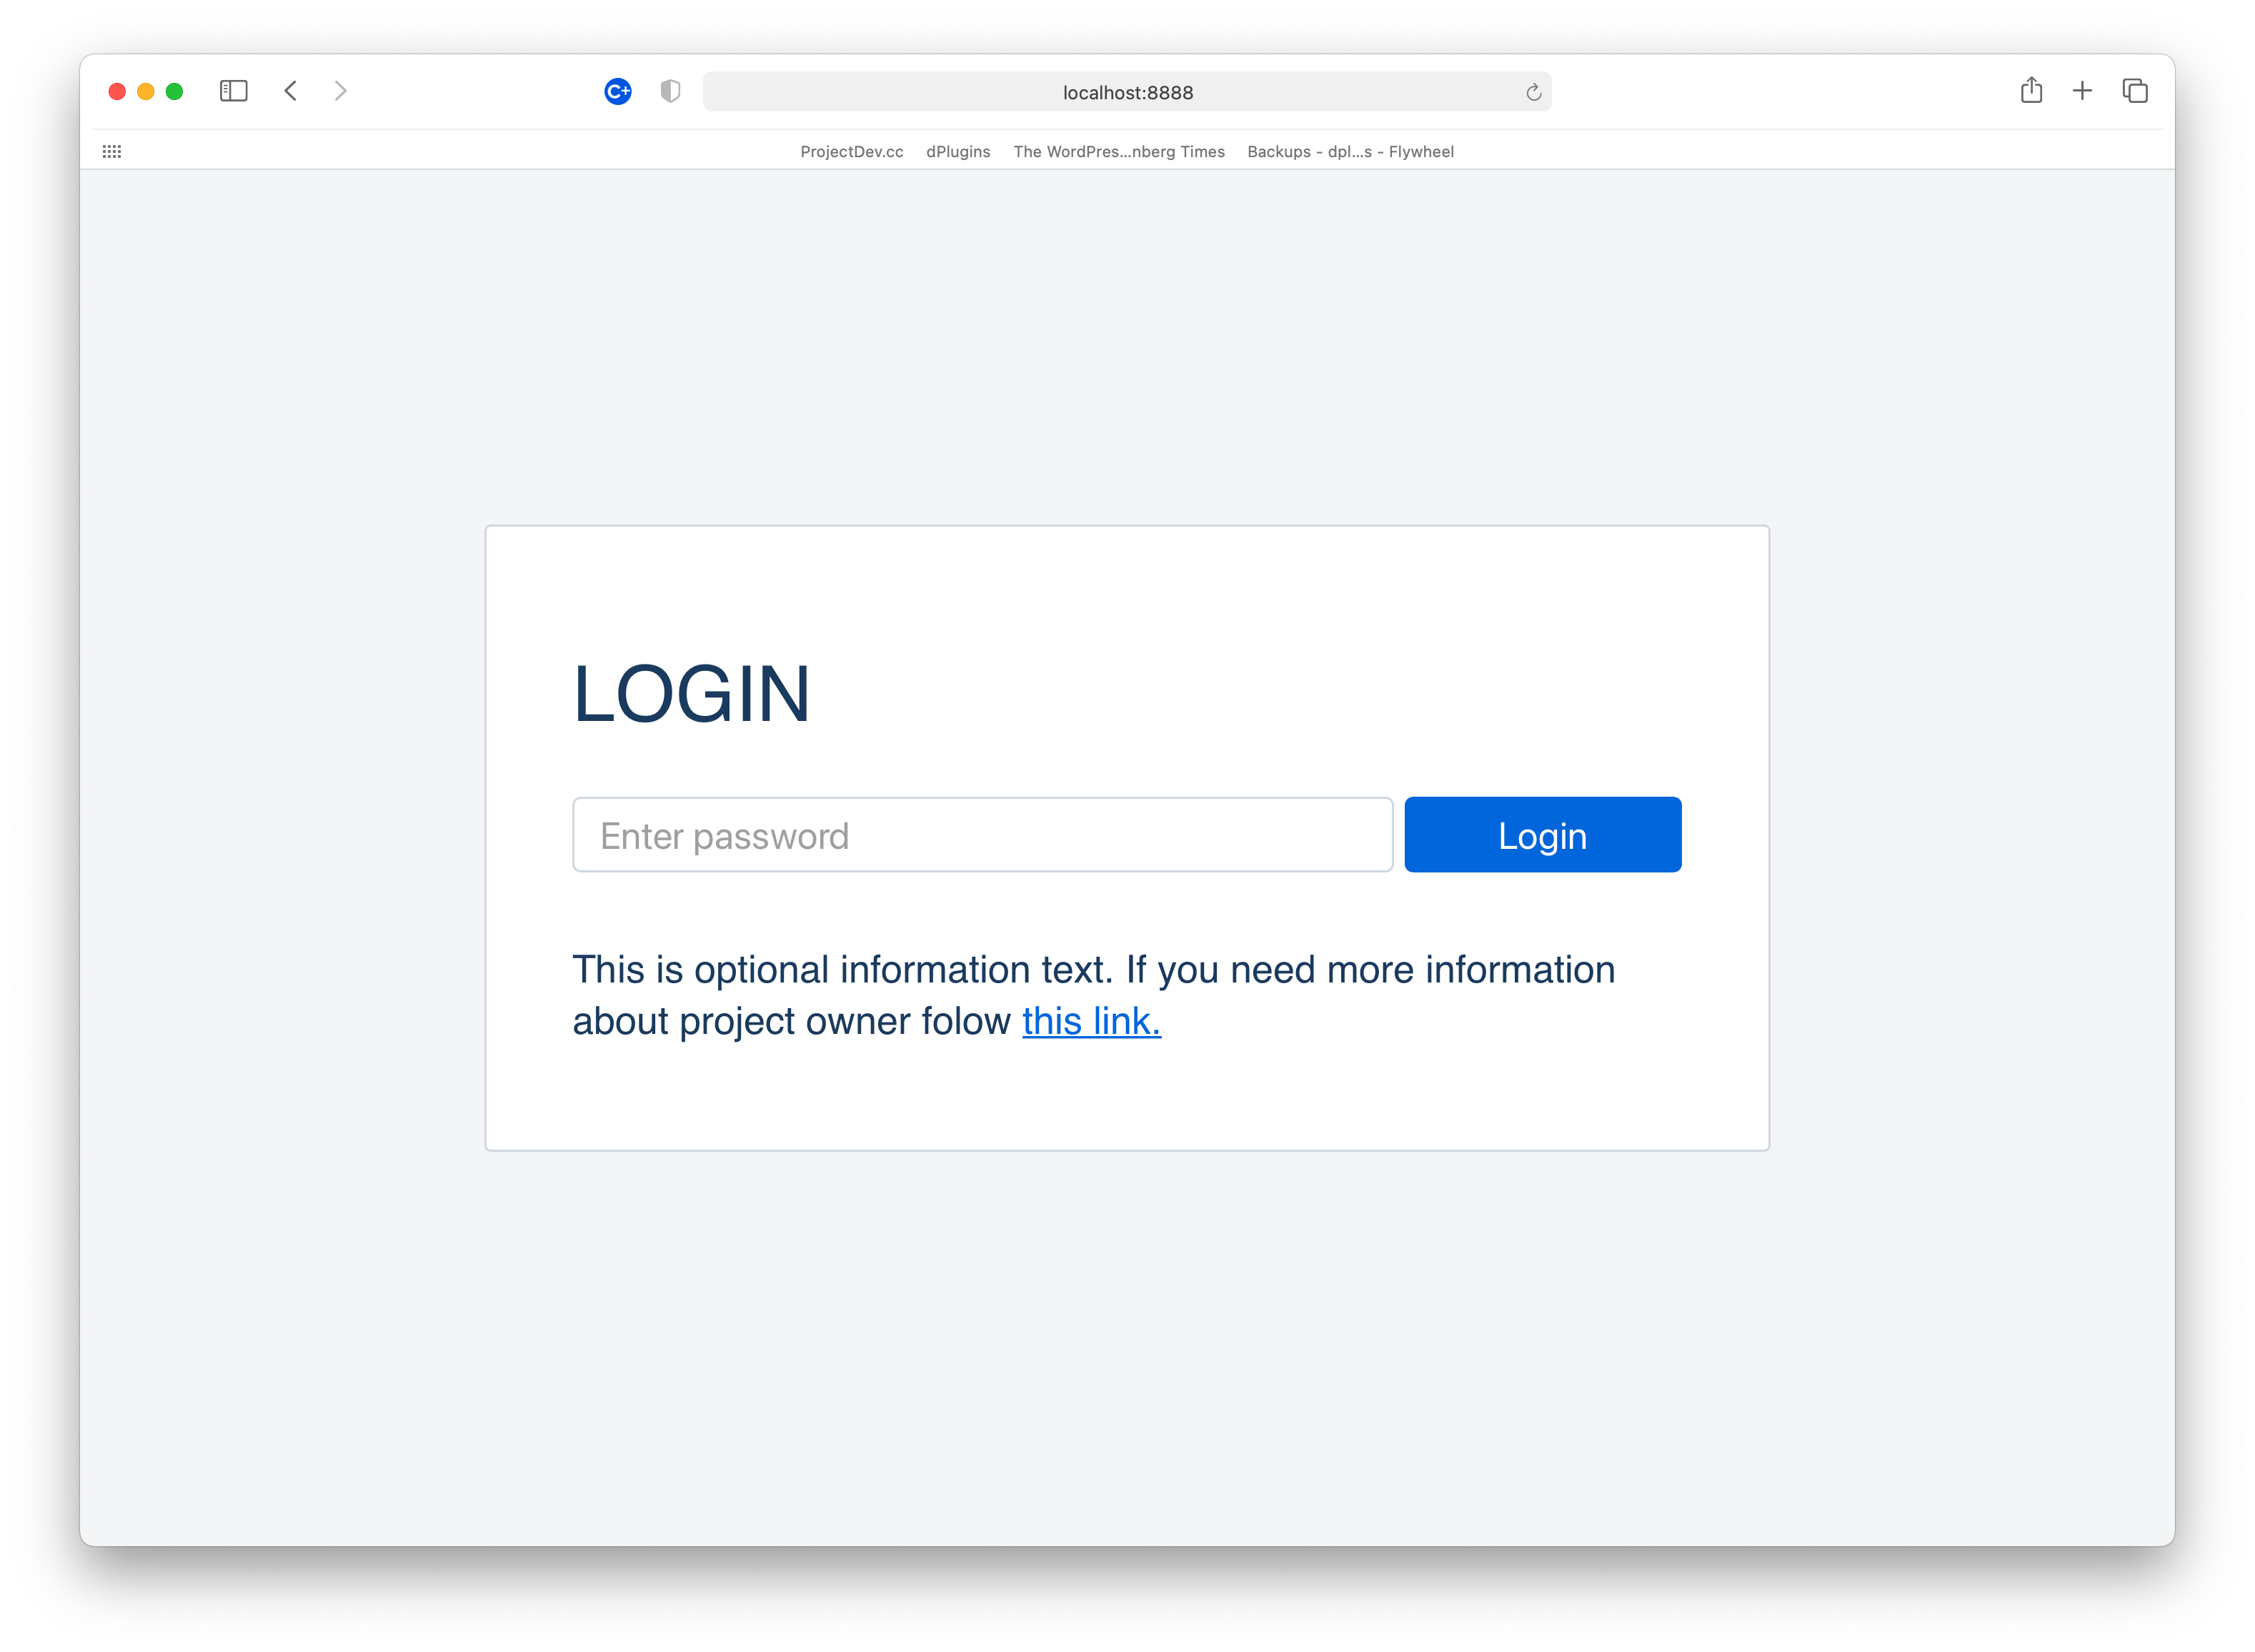 C+
localhost:8888
ProjectDev.cc dPlugins The WordPres...nberg Times Backups - dpl...s - Flywheel
LOGIN
Enter password Login
This is optional information text. If you need more information
about project owner folow this link.